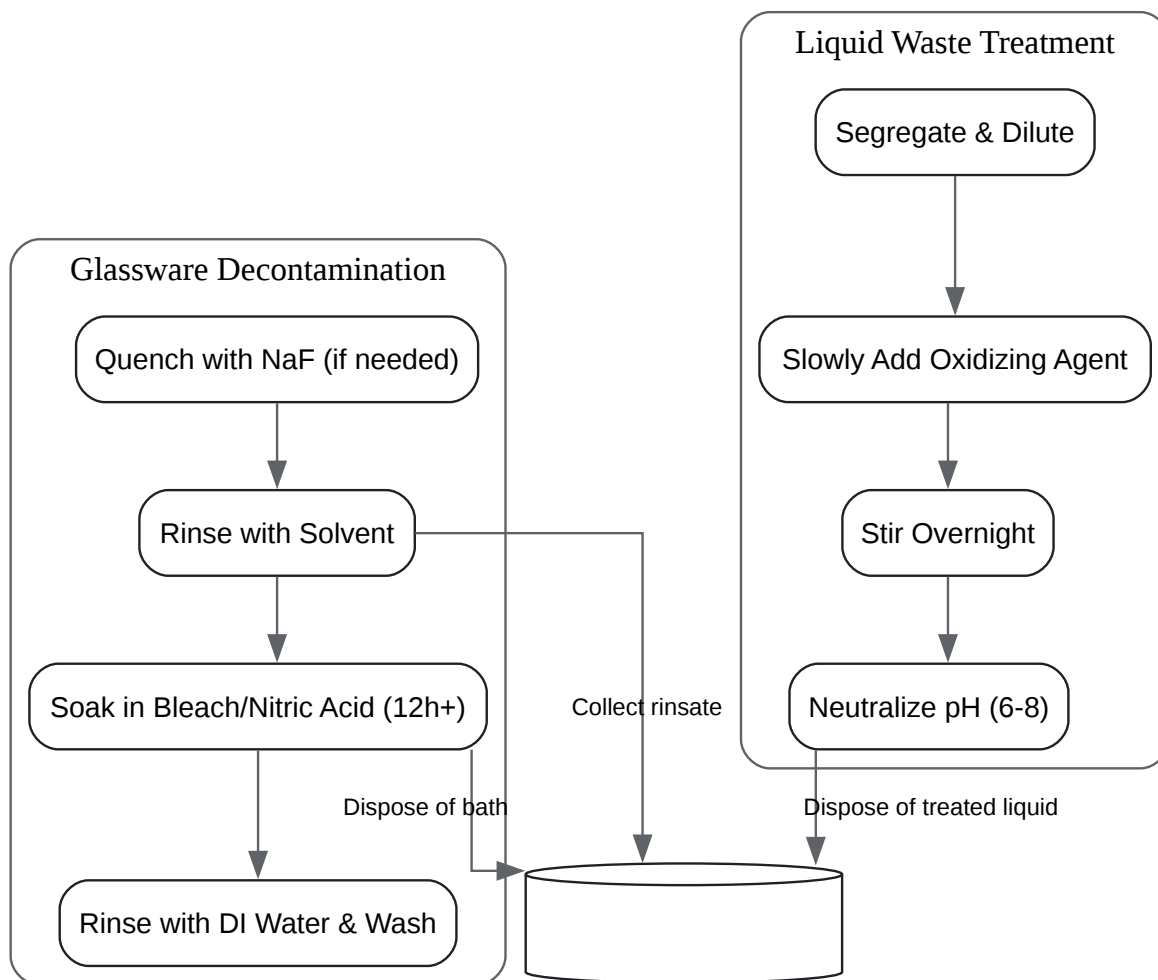 Liquid Waste Treatment
Segregate & Dilute
Glassware Decontamination
Quench with NaF (if needed)
Slowly Add Oxidizing Agent
Rinse with Solvent
Stir Overnight
Soak in Bleach/Nitric Acid (12h+)
Collect rinsate
Neutralize pH (6-8)
Dispose of bath
Dispose of treated liquid
Rinse with DI Water & Wash